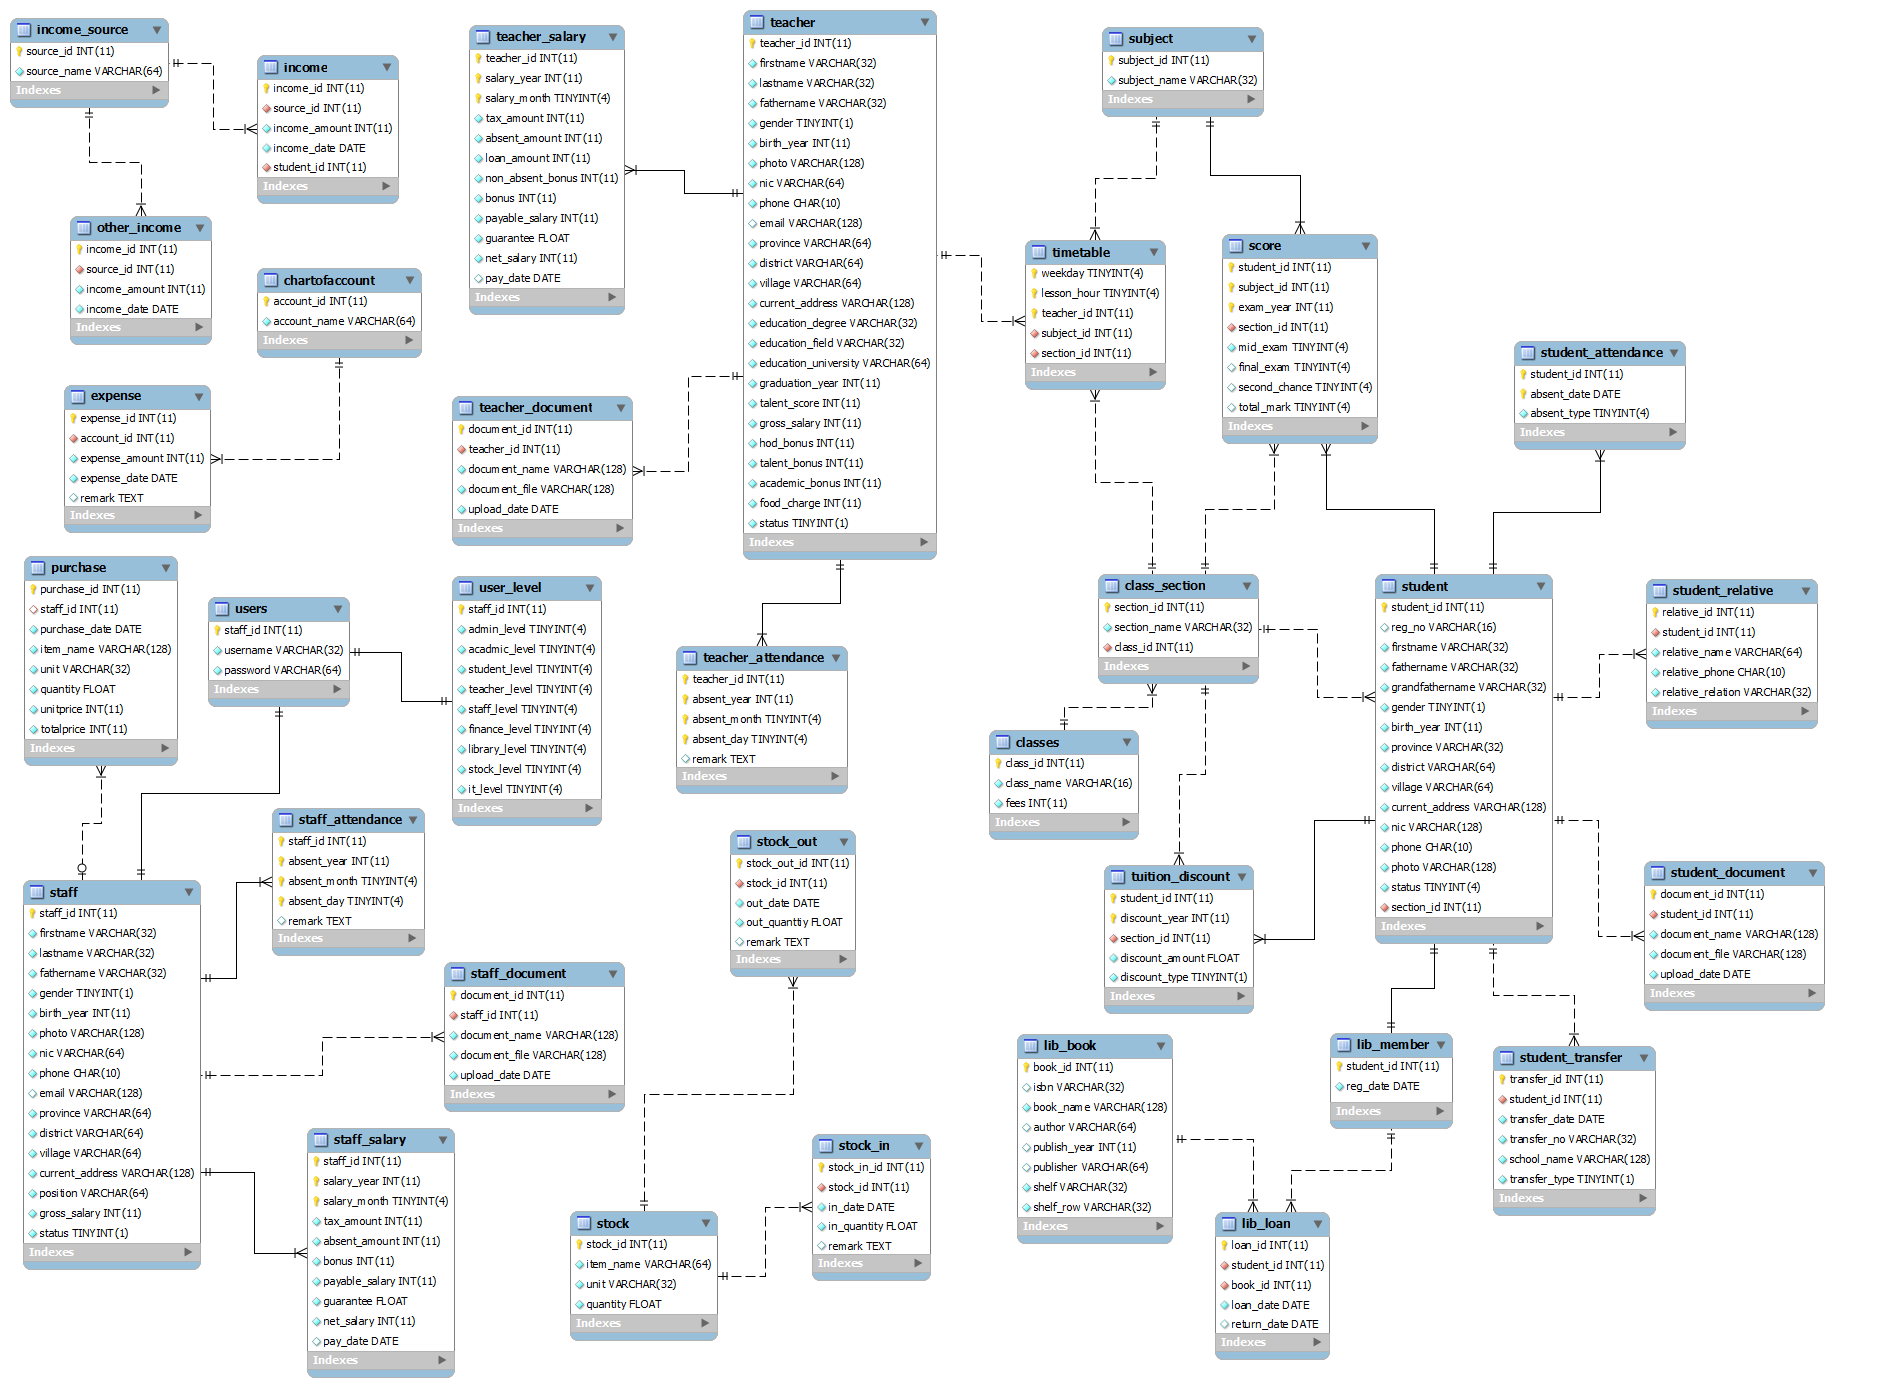 income_source
source_id INT(11)
source_name VARCHAR(64)
Indexes
income
income_id INT(11)
source_id INT(11)
income_amount INT(11)
income_date DATE
student_id INT(11)
Indexes
other_income
income_id INT(11)
source_id INT(11)
income_amount INT(11)
income_date DATE
Indexes
chartofaccount
account_id INT(11)
account_name VARCHAR(64)
Indexes
expense
expense_id INT(11)
account_id INT(11)
expense_amount INT(11)
expense_date DATE
remark TEXT
Indexes
teacher_salary
teacher_id INT(11)
salary_year INT(11)
salary_month TINYINT(4)
tax_amount INT(11)
absent_amount INT(11)
loan_amount INT(11)
non_absent_bonus INT(11)
bonus INT(11)
payable_salary INT(11)
guarantee FLOAT
net_salary INT(11)
pay_date DATE
Indexes
teacher
teacher_id INT(11)
firstname VARCHAR(32)
lastname VARCHAR(32)
fathername VARCHAR(32)
gender TINYINT(1)
birth_year INT(11)
photo VARCHAR(128)
nic VARCHAR(64)
phone CHAR(10)
email VARCHAR(128)
province VARCHAR(64)
district VARCHAR(64)
village VARCHAR(64)
current_address VARCHAR(128)
education_degree VARCHAR(32)
education_field VARCHAR(32)
education_university VARCHAR(64)
graduation_year INT(11)
talent_score INT(11)
gross_salary INT(11)
hod_bonus INT(11)
talent_bonus INT(11)
academic_bonus INT(11)
food_charge INT(11)
status TINYINT(1)
Indexes
teacher_document
document_id INT(11)
teacher_id INT(11)
document_name VARCHAR(128)
document_file VARCHAR(128)
upload_date DATE
Indexes
subject
subject_id INT(11)
subject_name VARCHAR(32)
Indexes
timetable
weekday TINYINT(4)
lesson_hour TINYINT(4)
teacher_id INT(11)
subject_id INT(11)
section_id INT(11)
Indexes
score
student_id INT(11)
subject_id INT(11)
exam_year INT(11)
section_id INT(11)
mid_exam TINYINT(4)
final_exam TINYINT(4)
second_chance TINYINT(4)
total_mark TINYINT(4)
Indexes
student_attendance
student_id INT(11)
absent_date DATE
absent_type TINYINT(4)
Indexes
purchase
purchase_id INT(11)
staff_id INT(11)
purchase_date DATE
item_name VARCHAR(128)
unit VARCHAR(32)
quantity FLOAT
unitprice INT(11)
totalprice INT(11)
Indexes
users
staff_id INT(11)
username VARCHAR(32)
password VARCHAR(64)
Indexes
user_level
staff_id INT(11)
admin_level TINYINT(4)
acadmic_level TINYINT(4)
student_level TINYINT(4)
teacher_level TINYINT(4)
staff_level TINYINT(4)
finance_level TINYINT(4)
library_level TINYINT(4)
stock_level TINYINT(4)
it_level TINYINT(4)
Indexes
teacher_attendance
teacher_id INT(11)
absent_year INT(11)
absent_month TINYINT(4)
absent_day TINYINT(4)
remark TEXT
Indexes
class_section
section_id INT(11)
section_name VARCHAR(32)
class_id INT(11)
Indexes
classes
class_id INT(11)
class_name VARCHAR(16)
fees INT(11)
Indexes
student
student_id INT(11)
reg_no VARCHAR(16)
firstname VARCHAR(32)
fathername VARCHAR(32)
grandfathername VARCHAR(32)
gender TINYINT(1)
birth_year INT(11)
province VARCHAR(32)
district VARCHAR(64)
village VARCHAR(64)
current_address VARCHAR(128)
nic VARCHAR(128)
phone CHAR(10)
photo VARCHAR(128)
status TINYINT(4)
section_id INT(11)
Indexes
student_relative
relative_id INT(11)
student_id INT(11)
relative_name VARCHAR(64)
relative_phone CHAR(10)
relative_relation VARCHAR(32)
Indexes
staff_attendance
staff_id INT(11)
absent_year INT(11)
absent_month TINYINT(4)
absent_day TINYINT(4)
remark TEXT
Indexes
staff
staff_id INT(11)
firstname VARCHAR(32)
lastname VARCHAR(32)
fathername VARCHAR(32)
gender TINYINT(1)
birth_year INT(11)
photo VARCHAR(128)
nic VARCHAR(64)
phone CHAR(10)
email VARCHAR(128)
province VARCHAR(64)
district VARCHAR(64)
village VARCHAR(64)
current_address VARCHAR(128)
position VARCHAR(64)
gross_salary INT(11)
status TINYINT(1)
Indexes
staff_document
document_id INT(11)
staff_id INT(11)
document_name VARCHAR(128)
document_file VARCHAR(128)
upload_date DATE
Indexes
staff_salary
staff_id INT(11)
salary_year INT(11)
salary_month TINYINT(4)
tax_amount INT(11)
absent_amount INT(11)
bonus INT(11)
payable_salary INT(11)
guarantee FLOAT
net_salary INT(11)
pay_date DATE
Indexes
stock_out
stock_out_id INT(11)
stock_id INT(11)
out_date DATE
out_quanttiy FLOAT
remark TEXT
Indexes
stock
stock_id INT(11)
item_name VARCHAR(64)
unit VARCHAR(32)
quantity FLOAT
Indexes
stock_in
stock_in_id INT(11)
stock_id INT(11)
in_date DATE
in_quantity FLOAT
remark TEXT
Indexes
tuition_discount
student_id INT(11)
discount_year INT(11)
section_id INT(11)
discount_amount FLOAT
discount_type TINYINT(1)
Indexes
student_document
document_id INT(11)
student_id INT(11)
document_name VARCHAR(128)
document_file VARCHAR(128)
upload_date DATE
Indexes
lib_book
book_id INT(11)
isbn VARCHAR(32)
book_name VARCHAR(128)
author VARCHAR(64)
publish_year INT(11)
publisher VARCHAR(64)
shelf VARCHAR(32)
shelf_row VARCHAR(32)
Indexes
lib_member
student_id INT(11)
reg_date DATE
Indexes
student_transfer
transfer_id INT(11)
student_id INT(11)
transfer_date DATE
transfer_no VARCHAR(32)
school_name VARCHAR(128)
transfer_type TINYINT(1)
Indexes
lib_loan
loan_id INT(11)
student_id INT(11)
book_id INT(11)
loan_date DATE
return_date DATE
Indexes